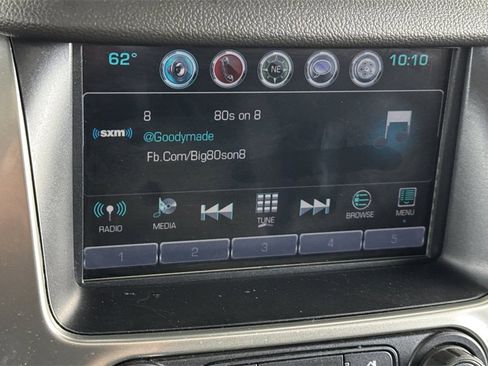 62° NE 10:10
8 80s on 8
((sxm))
@Goodymade
Fb.Com/Big80son8
RADIO MEDIA TUNE BROWSE MENU
1 2 3 4 5